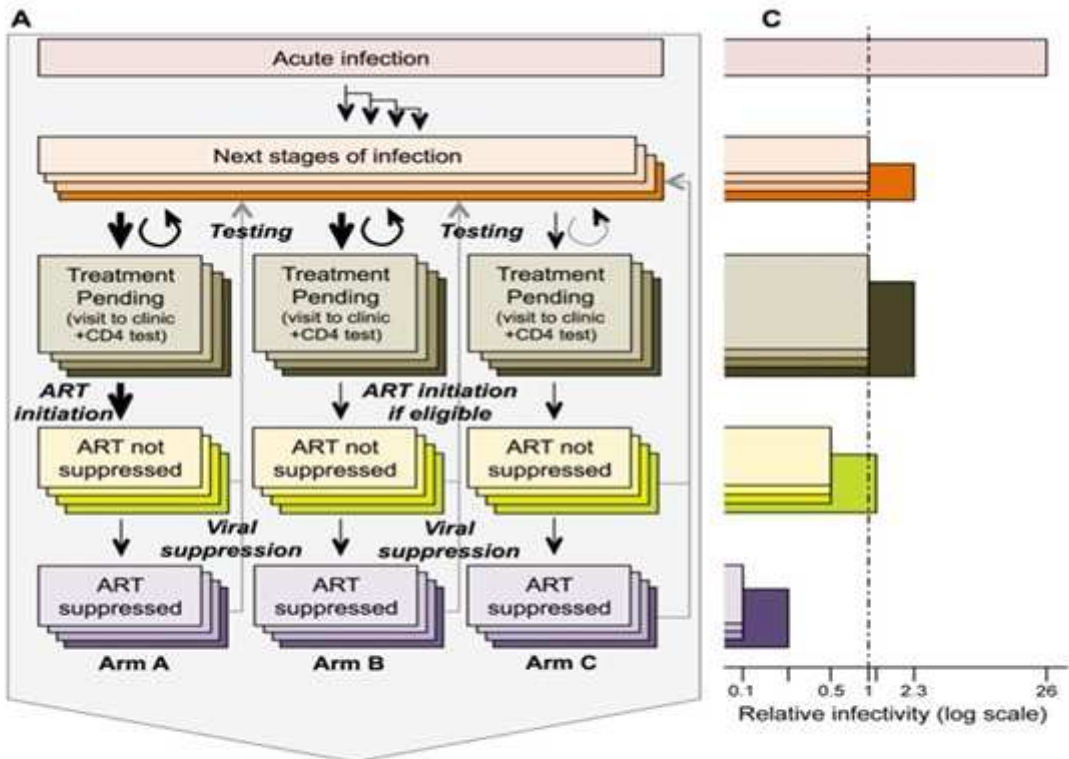 A
C
Acute infection
Next stages of infection
Testing
Testing
Treatment
Pending
(visit to clinic
+CD4 test)
Treatment
Pending
(visit to clinic
+CD4 test)
Treatment
Pending
(visit to clinic
+CD4 test)
ART
initiation
ART initiation
if eligible
ART not
suppressed
ART not
suppressed
ART not
suppressed
Viral
suppression
Viral
suppression
ART
suppressed
ART
suppressed
ART
suppressed
Arm A
Arm B
Arm C
0.1 0.5 1 2.3 26
Relative infectivity (log scale)